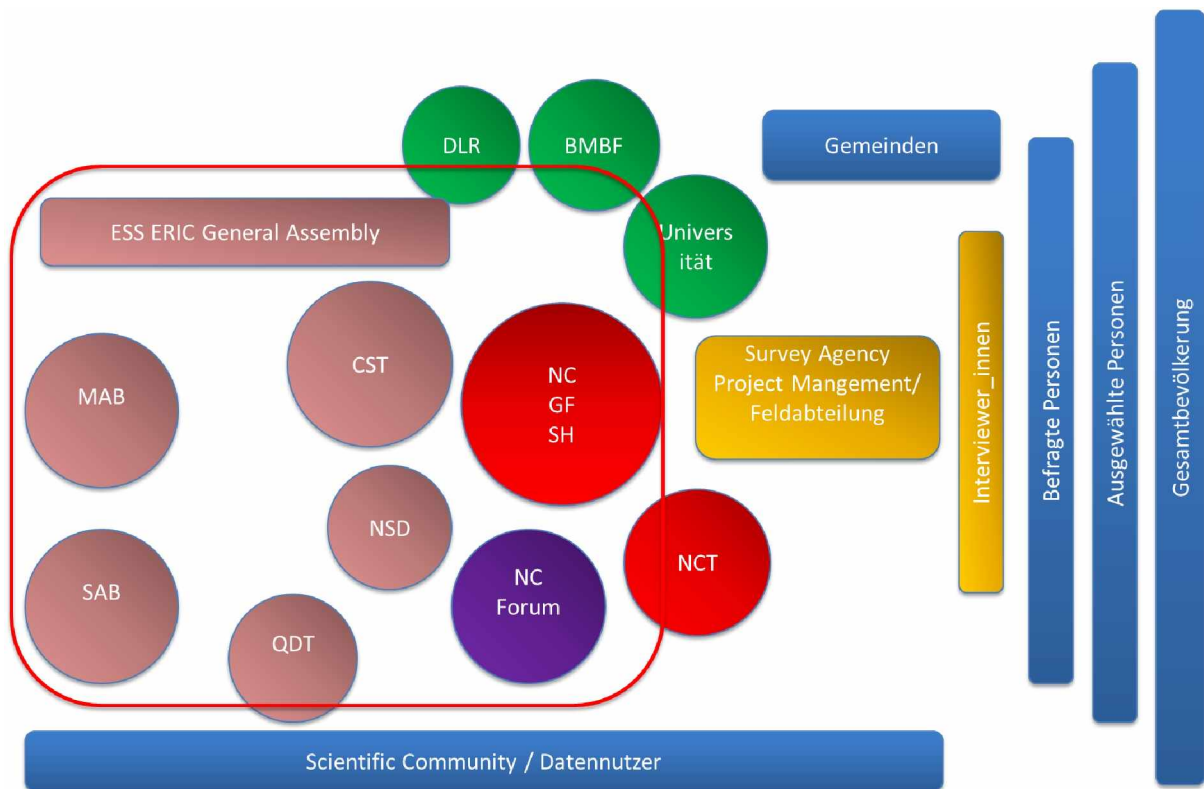 DLR
BMBF
Gemeinden
ESS ERIC General Assembly
Univers
ität
MAB
CST
NC
GF
SH
Survey Agency
Project Mangement/
Feldabteilung
Interviewer_innen
Befragte Personen
Ausgewählte Personen
Gesamtbevölkerung
NSD
NCT
SAB
NC
Forum
QDT
Scientific Community / Datennutzer